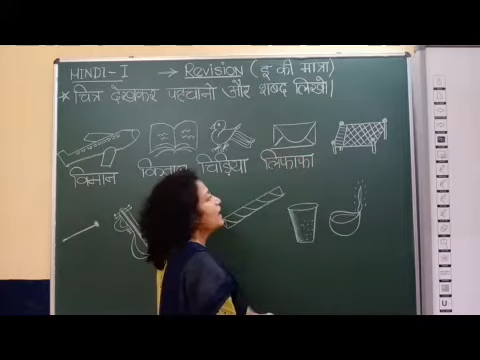 HINDI-I → Revision (इ की मात्रा)
★ चित्र देखकर पहचानो और शब्द लिखो।
विमान किताब चिड़िया लिफाफा
U